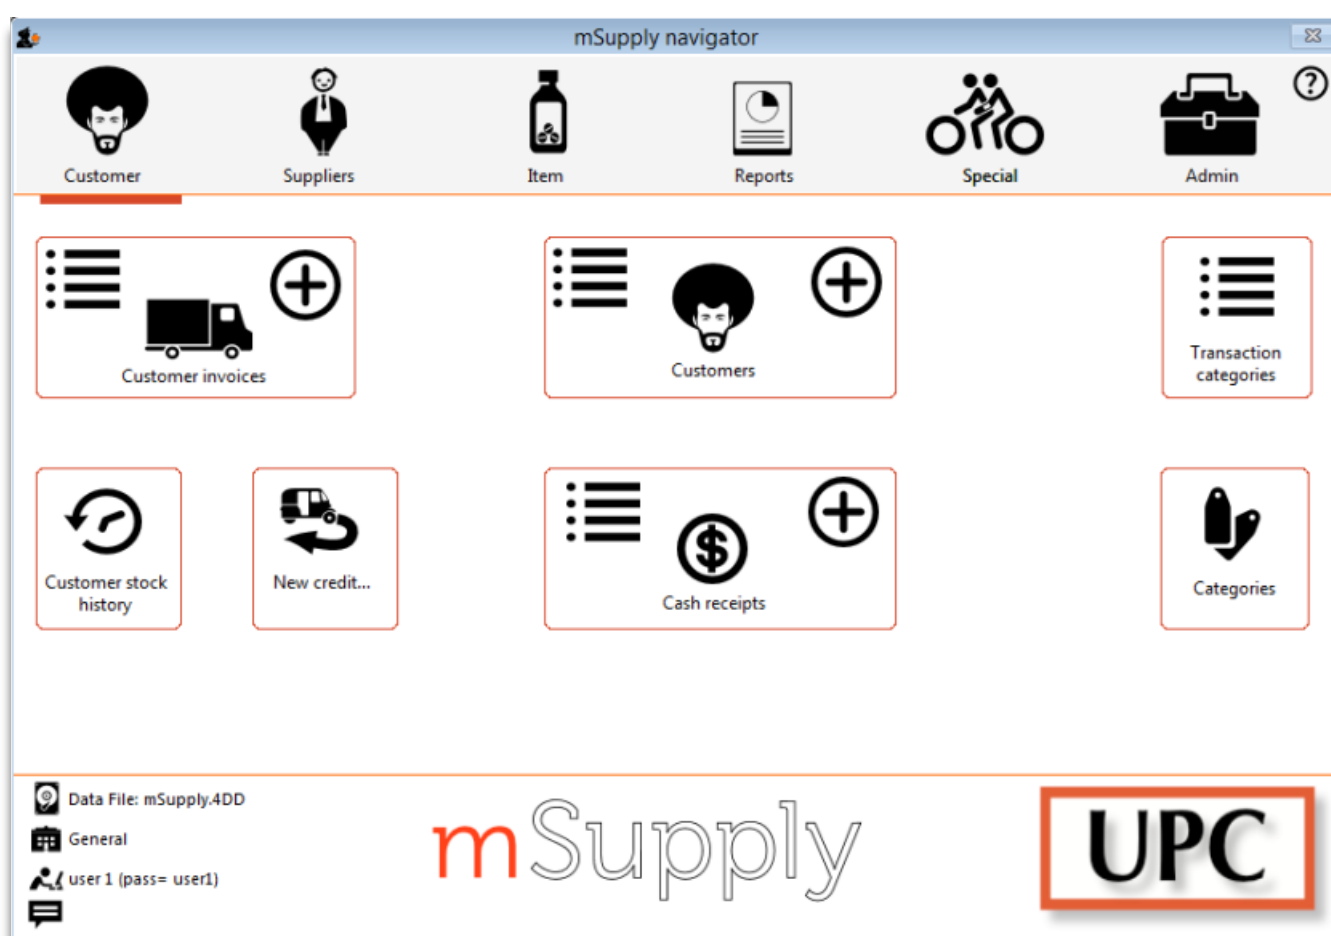 mSupply navigator
Customer
Suppliers
Item
Reports
Special
Admin
?
Customer invoices
Customers
Transaction
categories
Customer stock
history
New credit...
$
Cash receipts
Categories
Data File: mSupply.4DD
General
user 1 (pass= user1)
mSupply
UPC